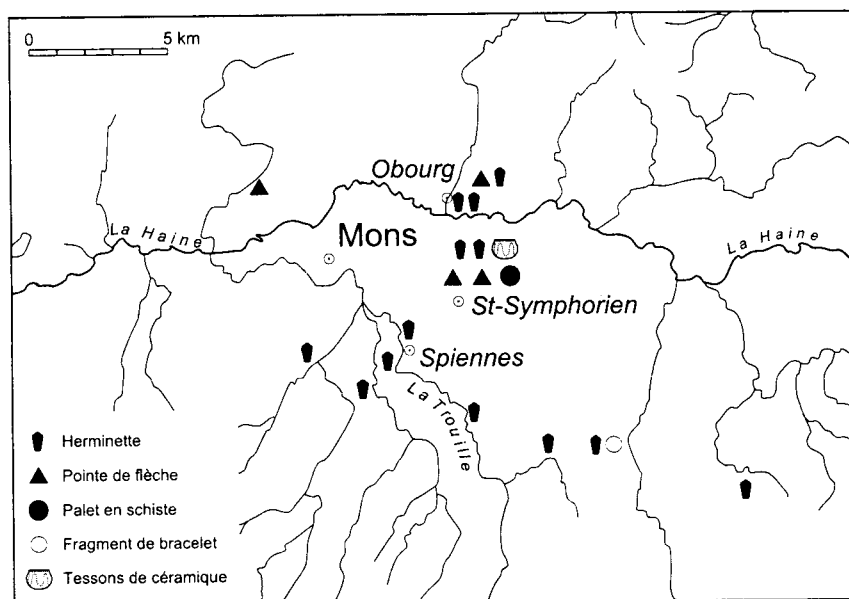 0 5 km
Obourg
La Haine
Mons
La Haine
St-Symphorien
Spiennes
La Trouille
Herminette
Pointe de flèche
Palet en schiste
Fragment de bracelet
Tessons de céramique